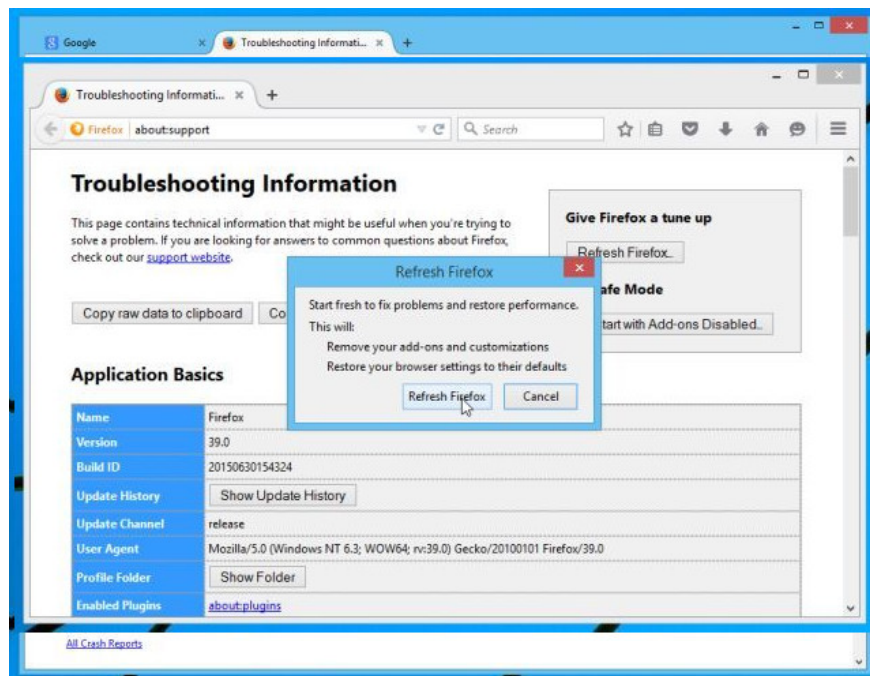 Google
Troubleshooting Informati...
Troubleshooting Informati...
Firefox about:support
Search
Troubleshooting Information
This page contains technical information that might be useful when you're trying to
solve a problem. If you are looking for answers to common questions about Firefox,
check out our support website.
Give Firefox a tune up
Refresh Firefox...
afe Mode
tart with Add-ons Disabled...
Copy raw data to clipboard
Co
Refresh Firefox
Start fresh to fix problems and restore performance.
This will:
Remove your add-ons and customizations
Restore your browser settings to their defaults
Refresh Firefox Cancel
Application Basics
Name Firefox
Version 39.0
Build ID 20150630154324
Update History Show Update History
Update Channel release
User Agent Mozilla/5.0 (Windows NT 6.3; WOW64; rv:39.0) Gecko/20100101 Firefox/39.0
Profile Folder Show Folder
Enabled Plugins about:plugins
All Crash Reports